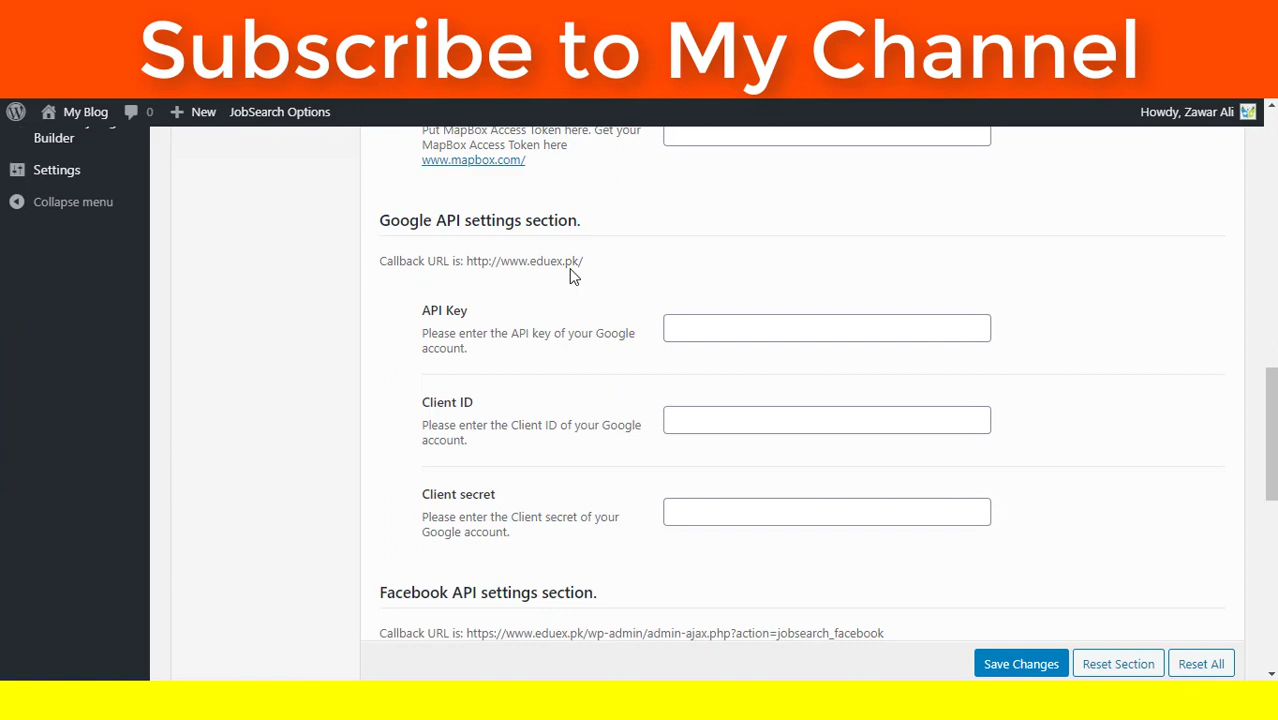 Subscribe to My Channel
My Blog 0 New JobSearch Options Howdy, Zawar Ali
Builder
Settings
Collapse menu
Put MapBox Access Token here. Get your
MapBox Access Token here
www.mapbox.com/
Google API settings section.
Callback URL is: http://www.eduex.pk/
API Key
Please enter the API key of your Google
account.
Client ID
Please enter the Client ID of your Google
account.
Client secret
Please enter the Client secret of your
Google account.
Facebook API settings section.
Callback URL is: https://www.eduex.pk/wp-admin/admin-ajax.php?action=jobsearch_facebook
Save Changes Reset Section Reset All